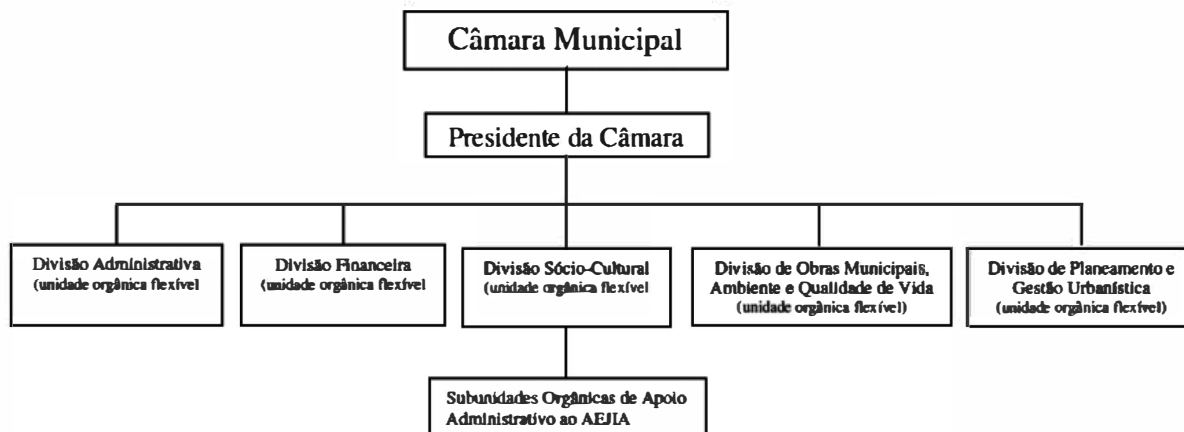 Câmara Municipal
Presidente da Câmara
Divisão Administrativa
(unidade orgânica flexível
Divisão Financeira
(unidade orgânica flexível
Divisão Sócio-Cultural
(unidade orgânica flexível
Divisão de Obras Municipais,
Ambiente e Qualidade de Vida
(unidade orgânica flexível)
Divisão de Planeamento e
Gestão Urbanística
(unidade orgânica flexível)
Subunidades Orgânicas de Apoio
Administrativo ao AEJIA